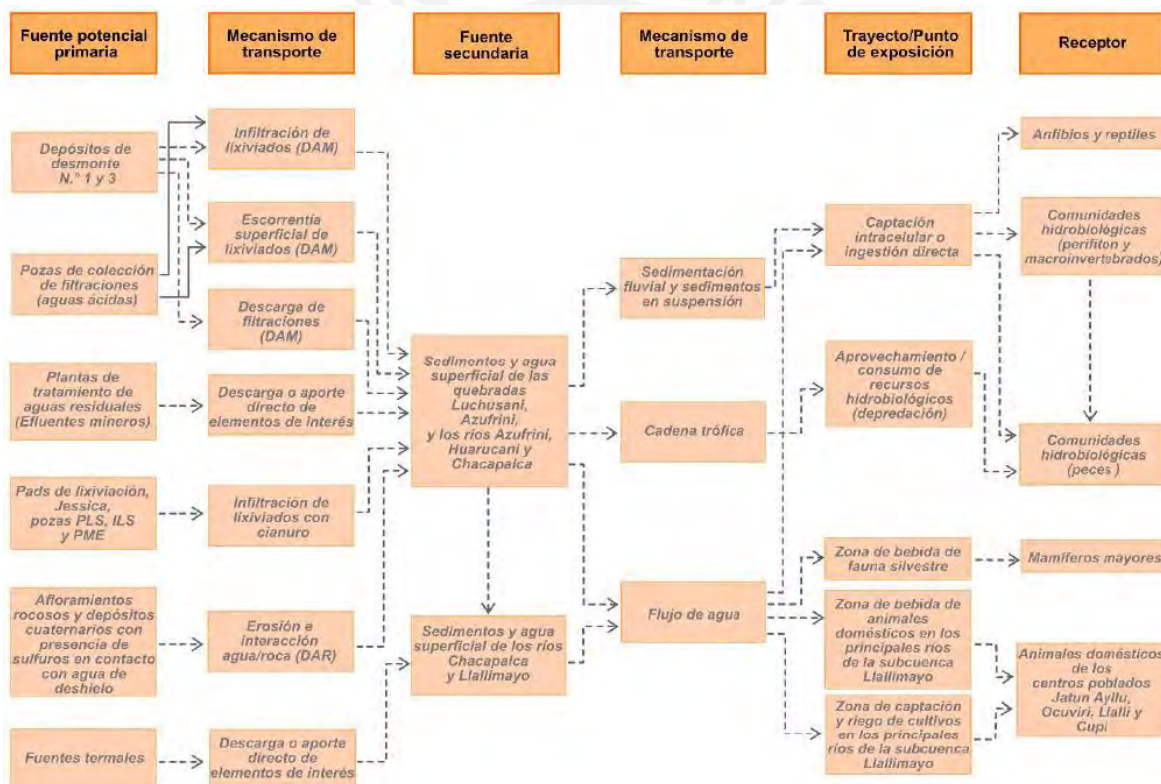 Fuente potencial
primaria
Mecanismo de
transporte
Fuente
secundaria
Mecanismo de
transporte
Trayecto/Punto
de exposición
Receptor
Depósitos de
desmonte
N.° 1 y 3
Pozas de colección
de filtraciones
(aguas ácidas)
Plantas de
tratamiento de
aguas residuales
(Efluentes mineros)
Pads de lixiviación,
Jessica,
pozas PLS, ILS
y PME
Afloramientos
rocosos y depósitos
cuaternarios con
presencia de
sulfuros en contacto
con agua de
deshielo
Fuentes termales
Infiltración de
lixiviados (DAM)
Escorrentía
superficial de
lixiviados (DAM)
Descarga de
filtraciones
(DAM)
Descarga o aporte
directo de
elementos de interés
Infiltración de
lixiviados con
cianuro
Erosión e
interacción
agua/roca (DAR)
Descarga o aporte
directo de
elementos de interés
Sedimentos y agua
superficial de las
quebradas
Luchusani,
Azufrini,
y los ríos Azufrini,
Huarucani y
Chacapalca
Sedimentos y agua
superficial de los ríos
Chacapalca
y Llallimayo
Sedimentación
fluvial y sedimentos
en suspensión
Cadena trófica
Flujo de agua
Captación
intracelular o
ingestión directa
Aprovechamiento /
consumo de
recursos
hidrobiológicos
(depredación)
Zona de bebida de
fauna silvestre
Zona de bebida de
animales
domésticos en los
principales ríos
de la subcuenca
Llallimayo
Zona de captación
y riego de cultivos
en los principales
ríos de la subcuenca
Llallimayo
Anfibios y reptiles
Comunidades
hidrobiológicas
(perifiton y
macroinvertebrados)
Comunidades
hidrobiológicas
(peces )
Mamíferos mayores
Animales domésticos
de los
centros poblados
Jatun Ayllu,
Ocuviri, Llalli y
Cupi